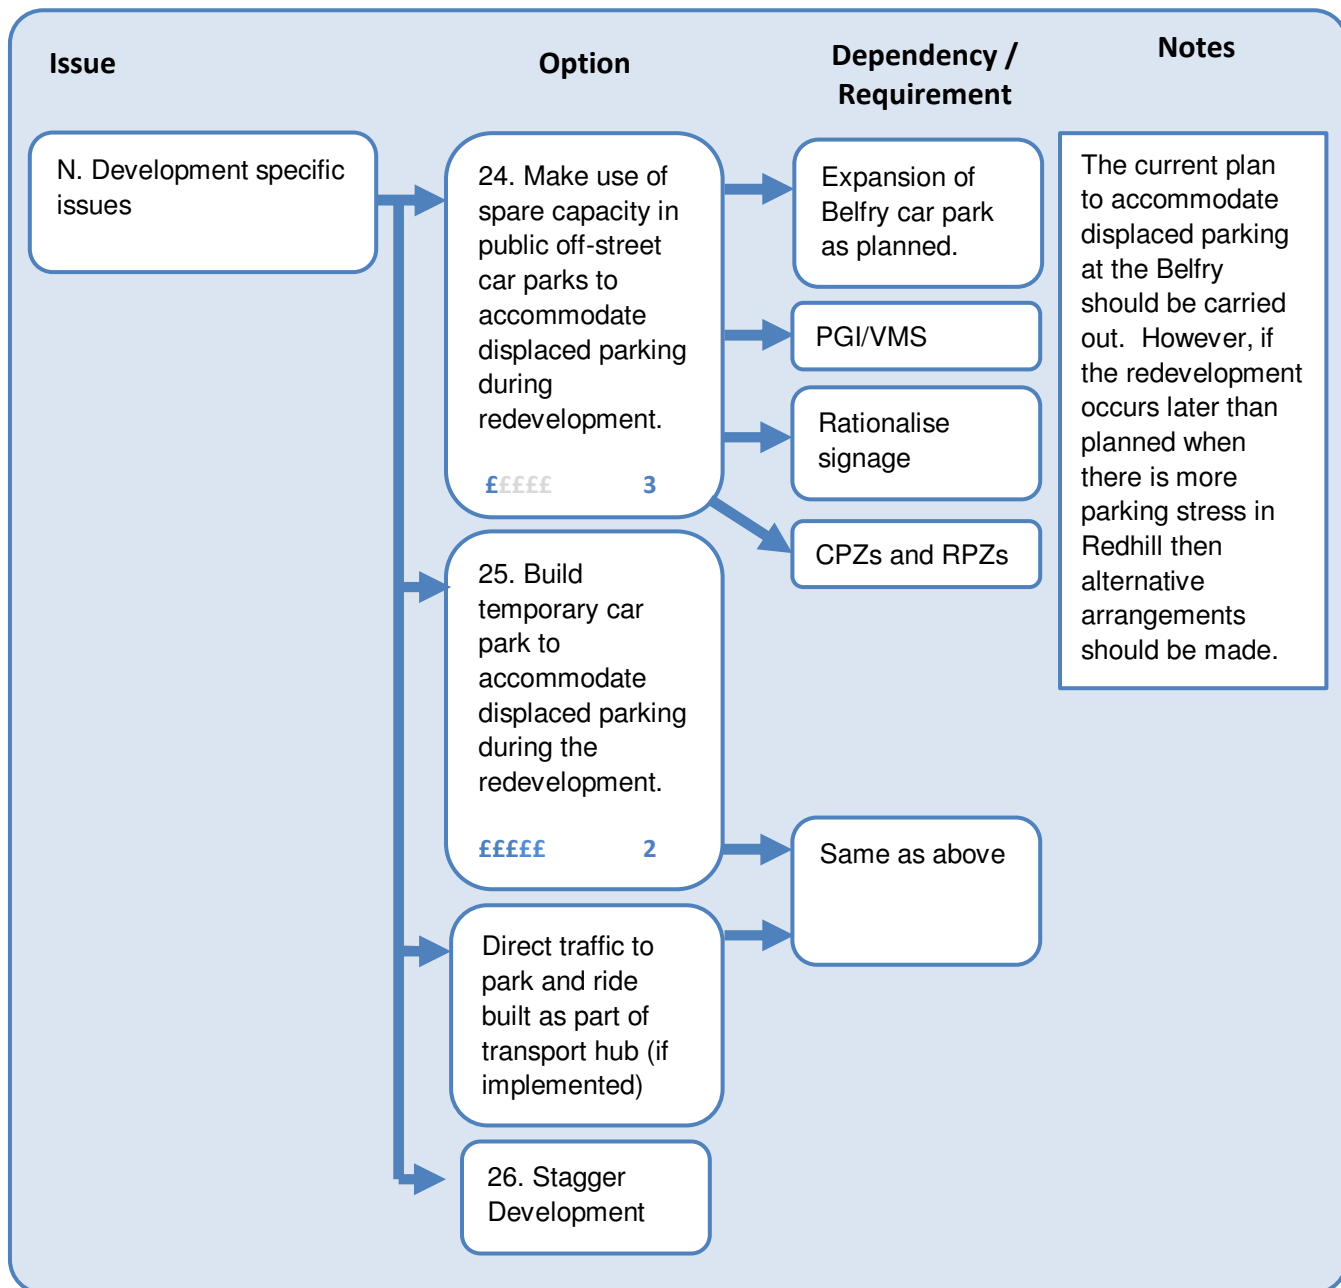 Issue
Option
Dependency /
Requirement
Notes
N. Development specific
issues
24. Make use of
spare capacity in
public off-street
car parks to
accommodate
displaced parking
during
redevelopment.
£££££ 3
Expansion of
Belfry car park
as planned.
PGI/VMS
Rationalise
signage
CPZs and RPZs
The current plan
to accommodate
displaced parking
at the Belfry
should be carried
out. However, if
the redevelopment
occurs later than
planned when
there is more
parking stress in
Redhill then
alternative
arrangements
should be made.
25. Build
temporary car
park to
accommodate
displaced parking
during the
redevelopment.
£££££ 2
Same as above
Direct traffic to
park and ride
built as part of
transport hub (if
implemented)
26. Stagger
Development